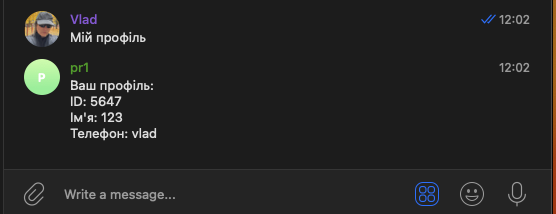 Vlad
12:02
Мій профіль
pr1
12:02
P
Ваш профіль:
ID: 5647
Ім'я: 123
Телефон: vlad
Write a message...